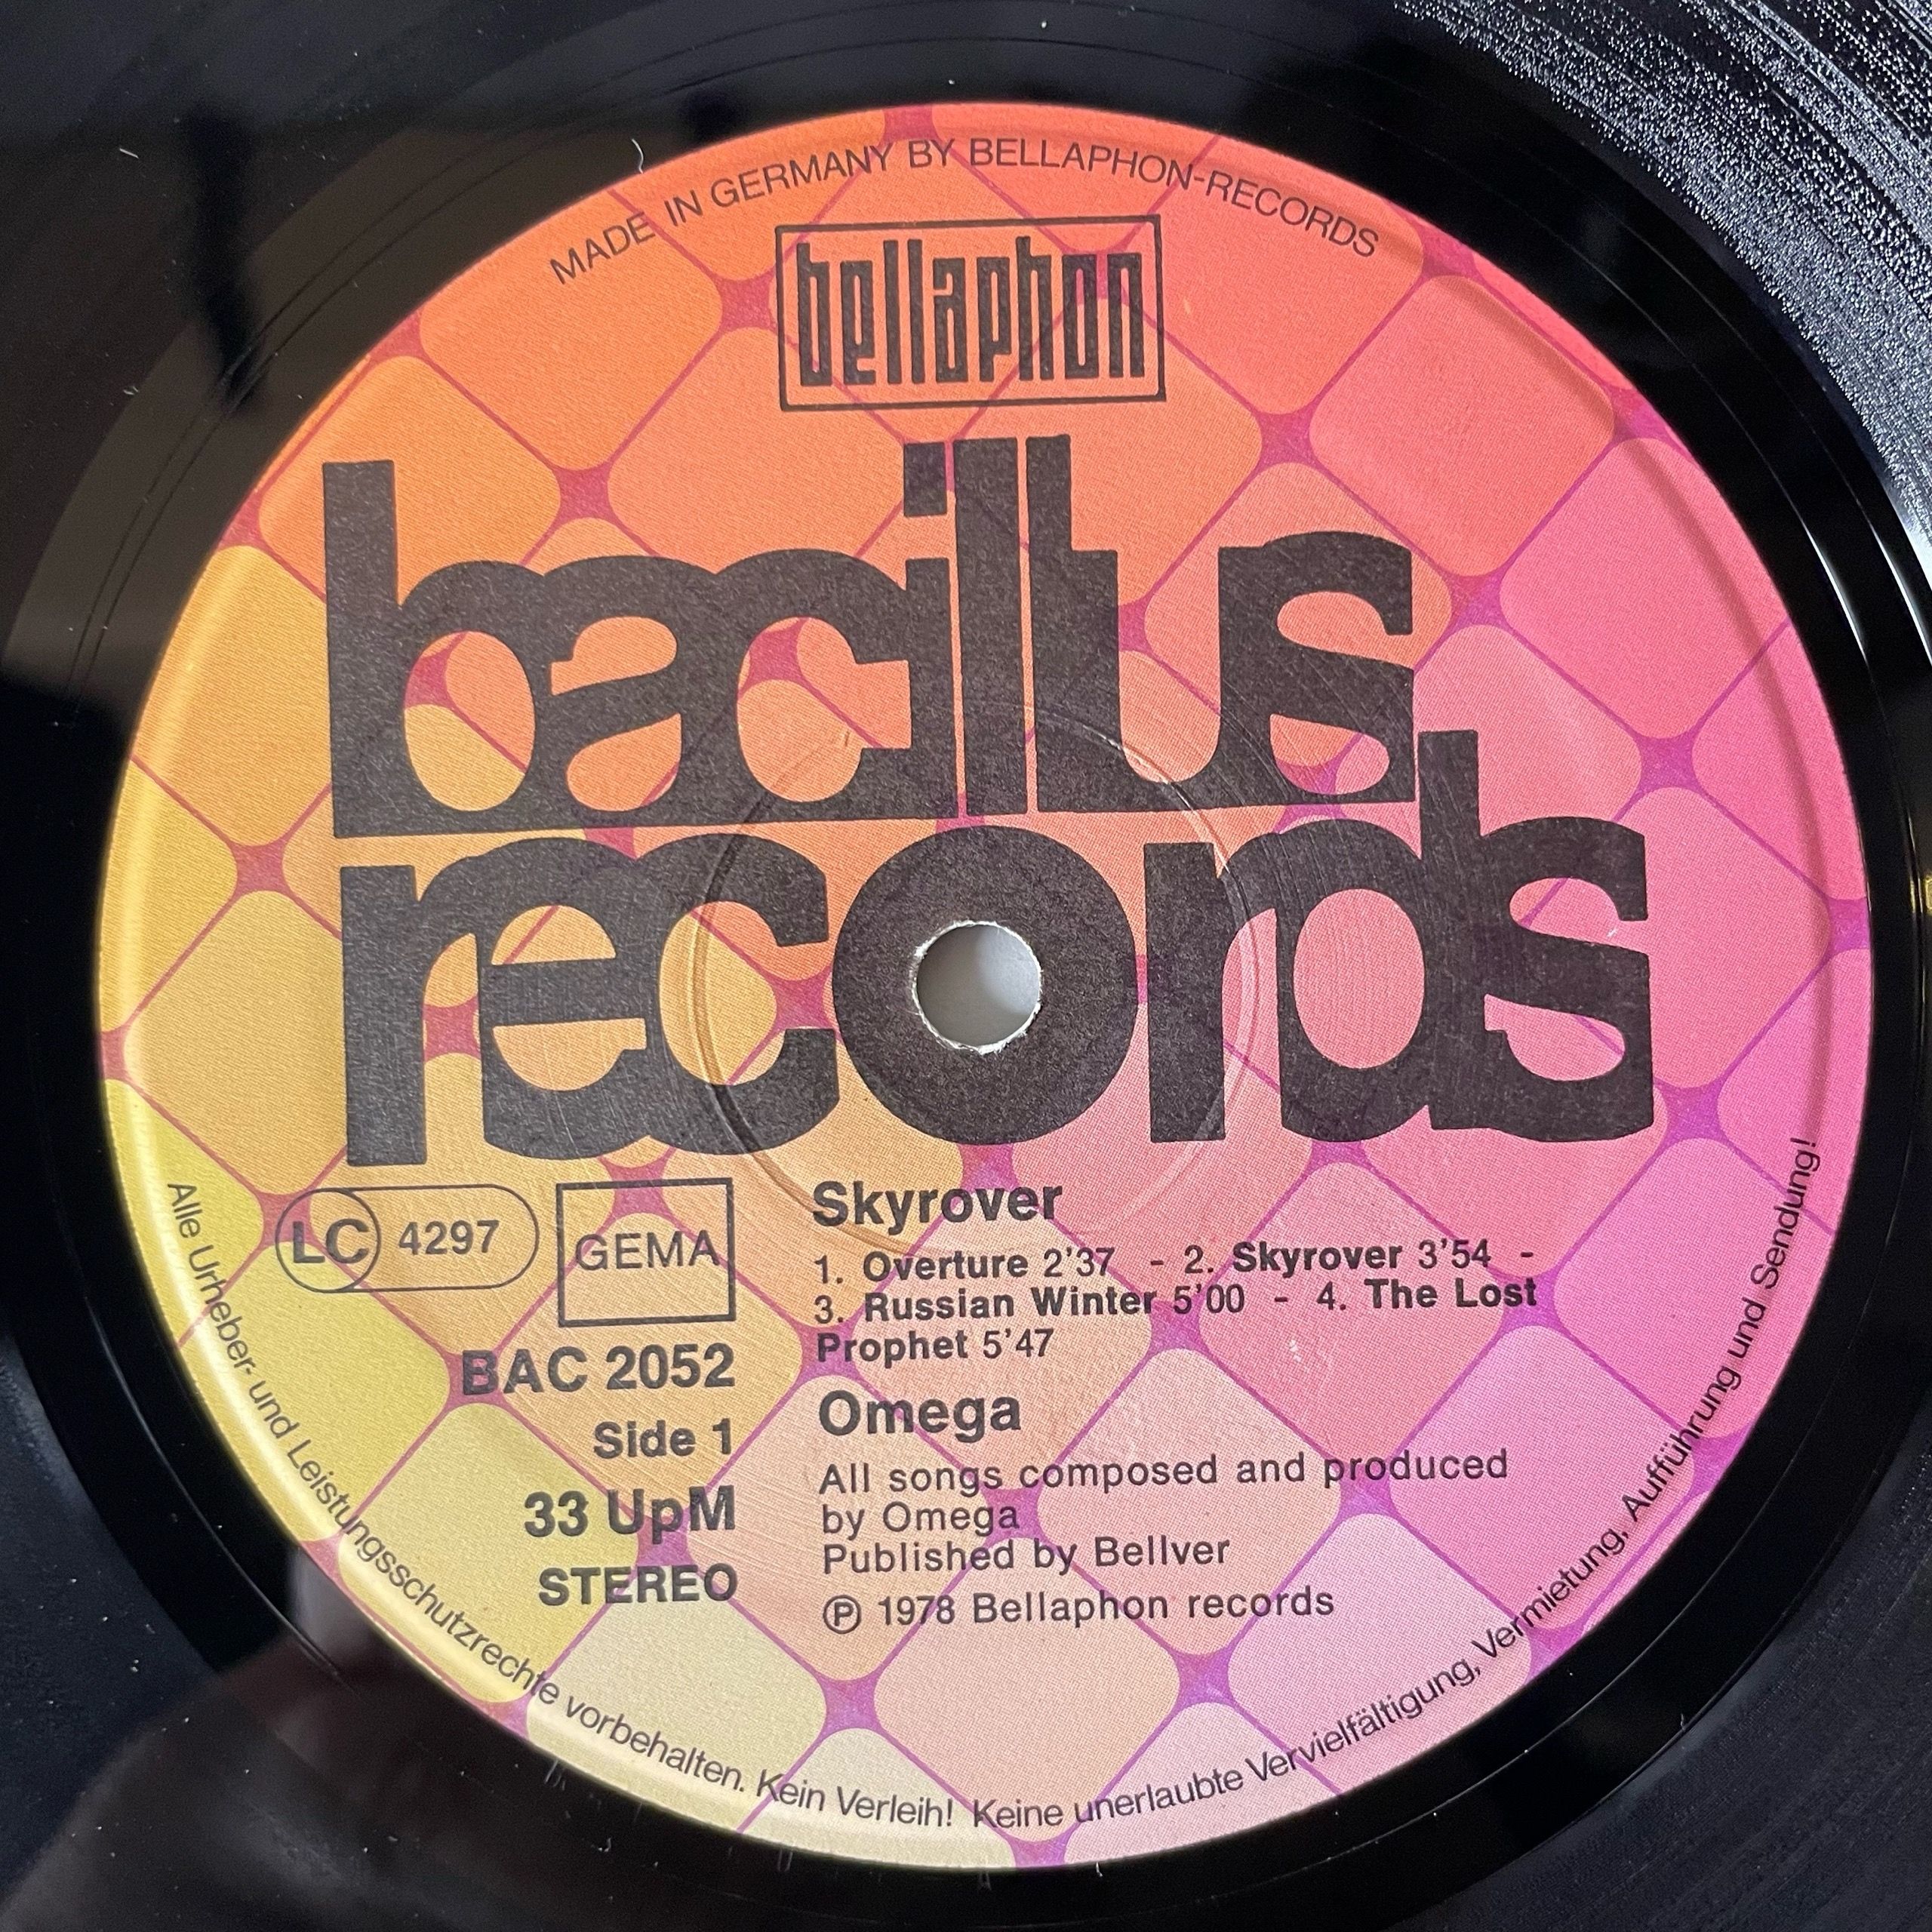 MADE IN GERMANY BY BELLAPHON-RECORDS
bellaphon
bacillus
records
LC 4297
GEMA
BAC 2052
Side 1
33 UpM
STEREO
Skyrover
1. Overture 2'37 - 2. Skyrover 3'54 -
3. Russian Winter 5'00 - 4. The Lost
Prophet 5'47
Omega
All songs composed and produced
by Omega
Published by Bellver
℗ 1978 Bellaphon records
Alle Urheber- und Leistungsschutzrechte vorbehalten. Kein Verleih! Keine unerlaubte Vervielfältigung, Vermietung, Aufführung und Sendung!